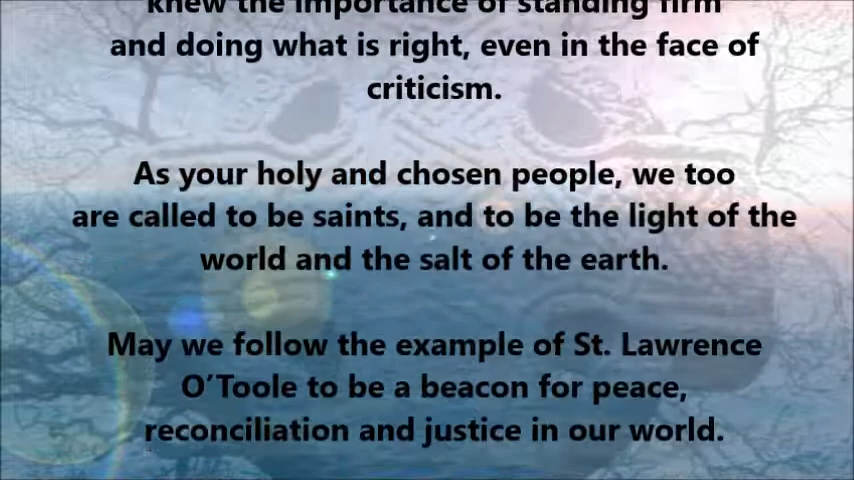 knew the importance of standing firm
and doing what is right, even in the face of
criticism.
As your holy and chosen people, we too
are called to be saints, and to be the light of the
world and the salt of the earth.
May we follow the example of St. Lawrence
O’Toole to be a beacon for peace,
reconciliation and justice in our world.